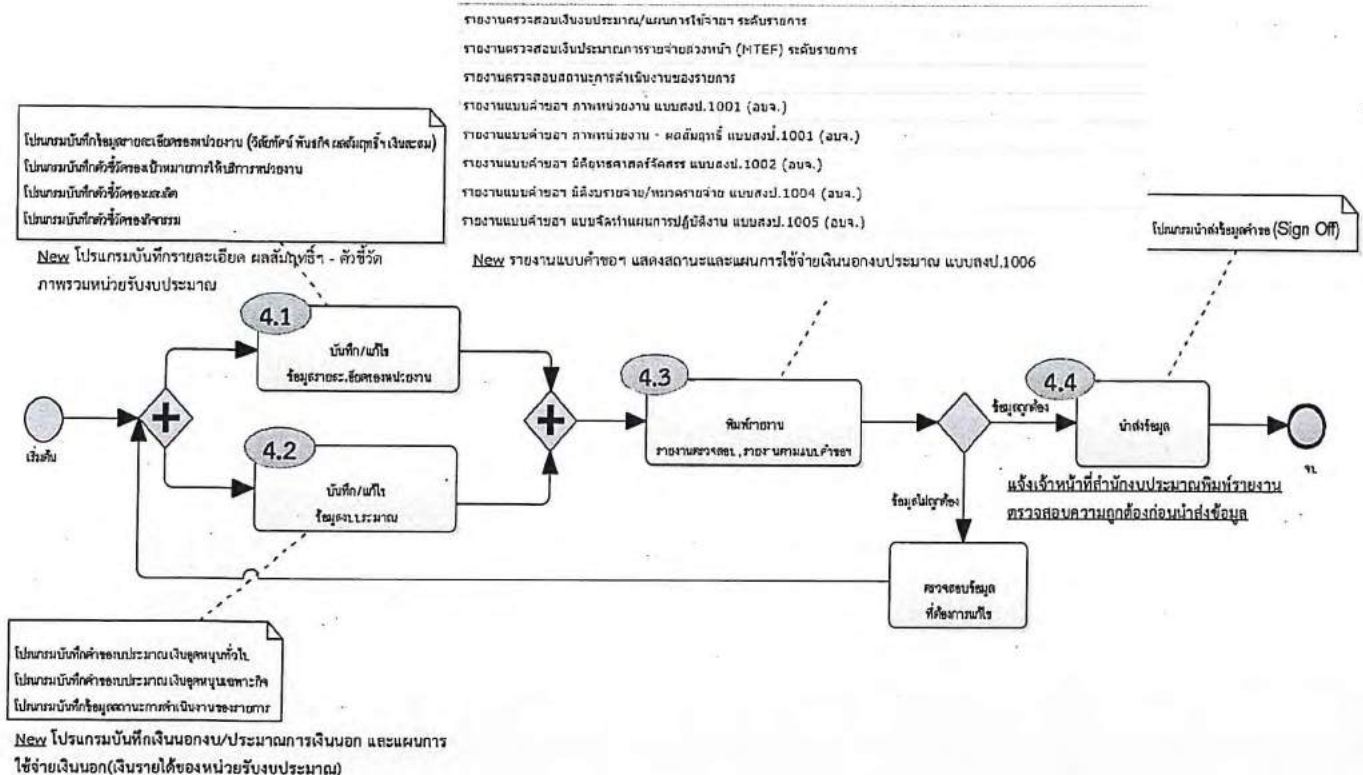 รายงานตรวจสอบเงินงบประมาณ/แผนการใช้จ่ายฯ ระดับรายการ
รายงานตรวจสอบเงินประมาณการรายจ่ายล่วงหน้า (MTEF) ระดับรายการ
รายงานตรวจสอบสถานะการดำเนินงานของรายการ
รายงานแบบคำขอฯ ภาพหน่วยงาน แบบสงป.1001 (อบจ.)
รายงานแบบคำขอฯ ภาพหน่วยงาน - ผลสัมฤทธิ์ แบบสงป.1001 (อบจ.)
รายงานแบบคำขอฯ มิติยุทธศาสตร์จัดสรร แบบสงป.1002 (อบจ.)
รายงานแบบคำขอฯ มิติงบรายจ่าย/หมวดรายจ่าย แบบสงป.1004 (อบจ.)
รายงานแบบคำขอฯ แบบจัดทำแผนการปฏิบัติงาน แบบสงป.1005 (อบจ.)
New รายงานแบบคำขอฯ แสดงสถานะและแผนการใช้จ่ายเงินนอกงบประมาณ แบบสงป.1006
โปรแกรมบันทึกข้อมูลรายละเอียดของหน่วยงาน (วิสัยทัศน์ พันธกิจ ผลสัมฤทธิ์ฯ เงินสะสม)
โปรแกรมบันทึกตัวชี้วัดของเป้าหมายการให้บริการหน่วยงาน
โปรแกรมบันทึกตัวชี้วัดของผลผลิต
โปรแกรมบันทึกตัวชี้วัดของกิจกรรม
New โปรแกรมบันทึกรายละเอียด ผลสัมฤทธิ์ฯ - ตัวชี้วัด
ภาพรวมหน่วยรับงบประมาณ
โปรแกรมนำส่งข้อมูลคำขอ (Sign Off)
เริ่มต้น
4.1
บันทึก/แก้ไข
ข้อมูลรายละเอียดของหน่วยงาน
4.2
บันทึก/แก้ไข
ข้อมูลงบประมาณ
4.3
พิมพ์รายงาน
รายงานตรวจสอบ, รายงานตามแบบคำขอฯ
ข้อมูลถูกต้อง
4.4
นำส่งข้อมูล
จบ
แจ้งเจ้าหน้าที่สำนักงบประมาณพิมพ์รายงาน
ตรวจสอบความถูกต้องก่อนนำส่งข้อมูล
ข้อมูลไม่ถูกต้อง
ตรวจสอบข้อมูล
ที่ต้องการแก้ไข
โปรแกรมบันทึกคำของบประมาณ เงินอุดหนุนทั่วไป
โปรแกรมบันทึกคำของบประมาณ เงินอุดหนุนเฉพาะกิจ
โปรแกรมบันทึกข้อมูลสถานะการดำเนินงานของรายการ
New โปรแกรมบันทึกเงินนอกงบ/ประมาณการเงินนอก และแผนการ
ใช้จ่ายเงินนอก(เงินรายได้ของหน่วยรับงบประมาณ)